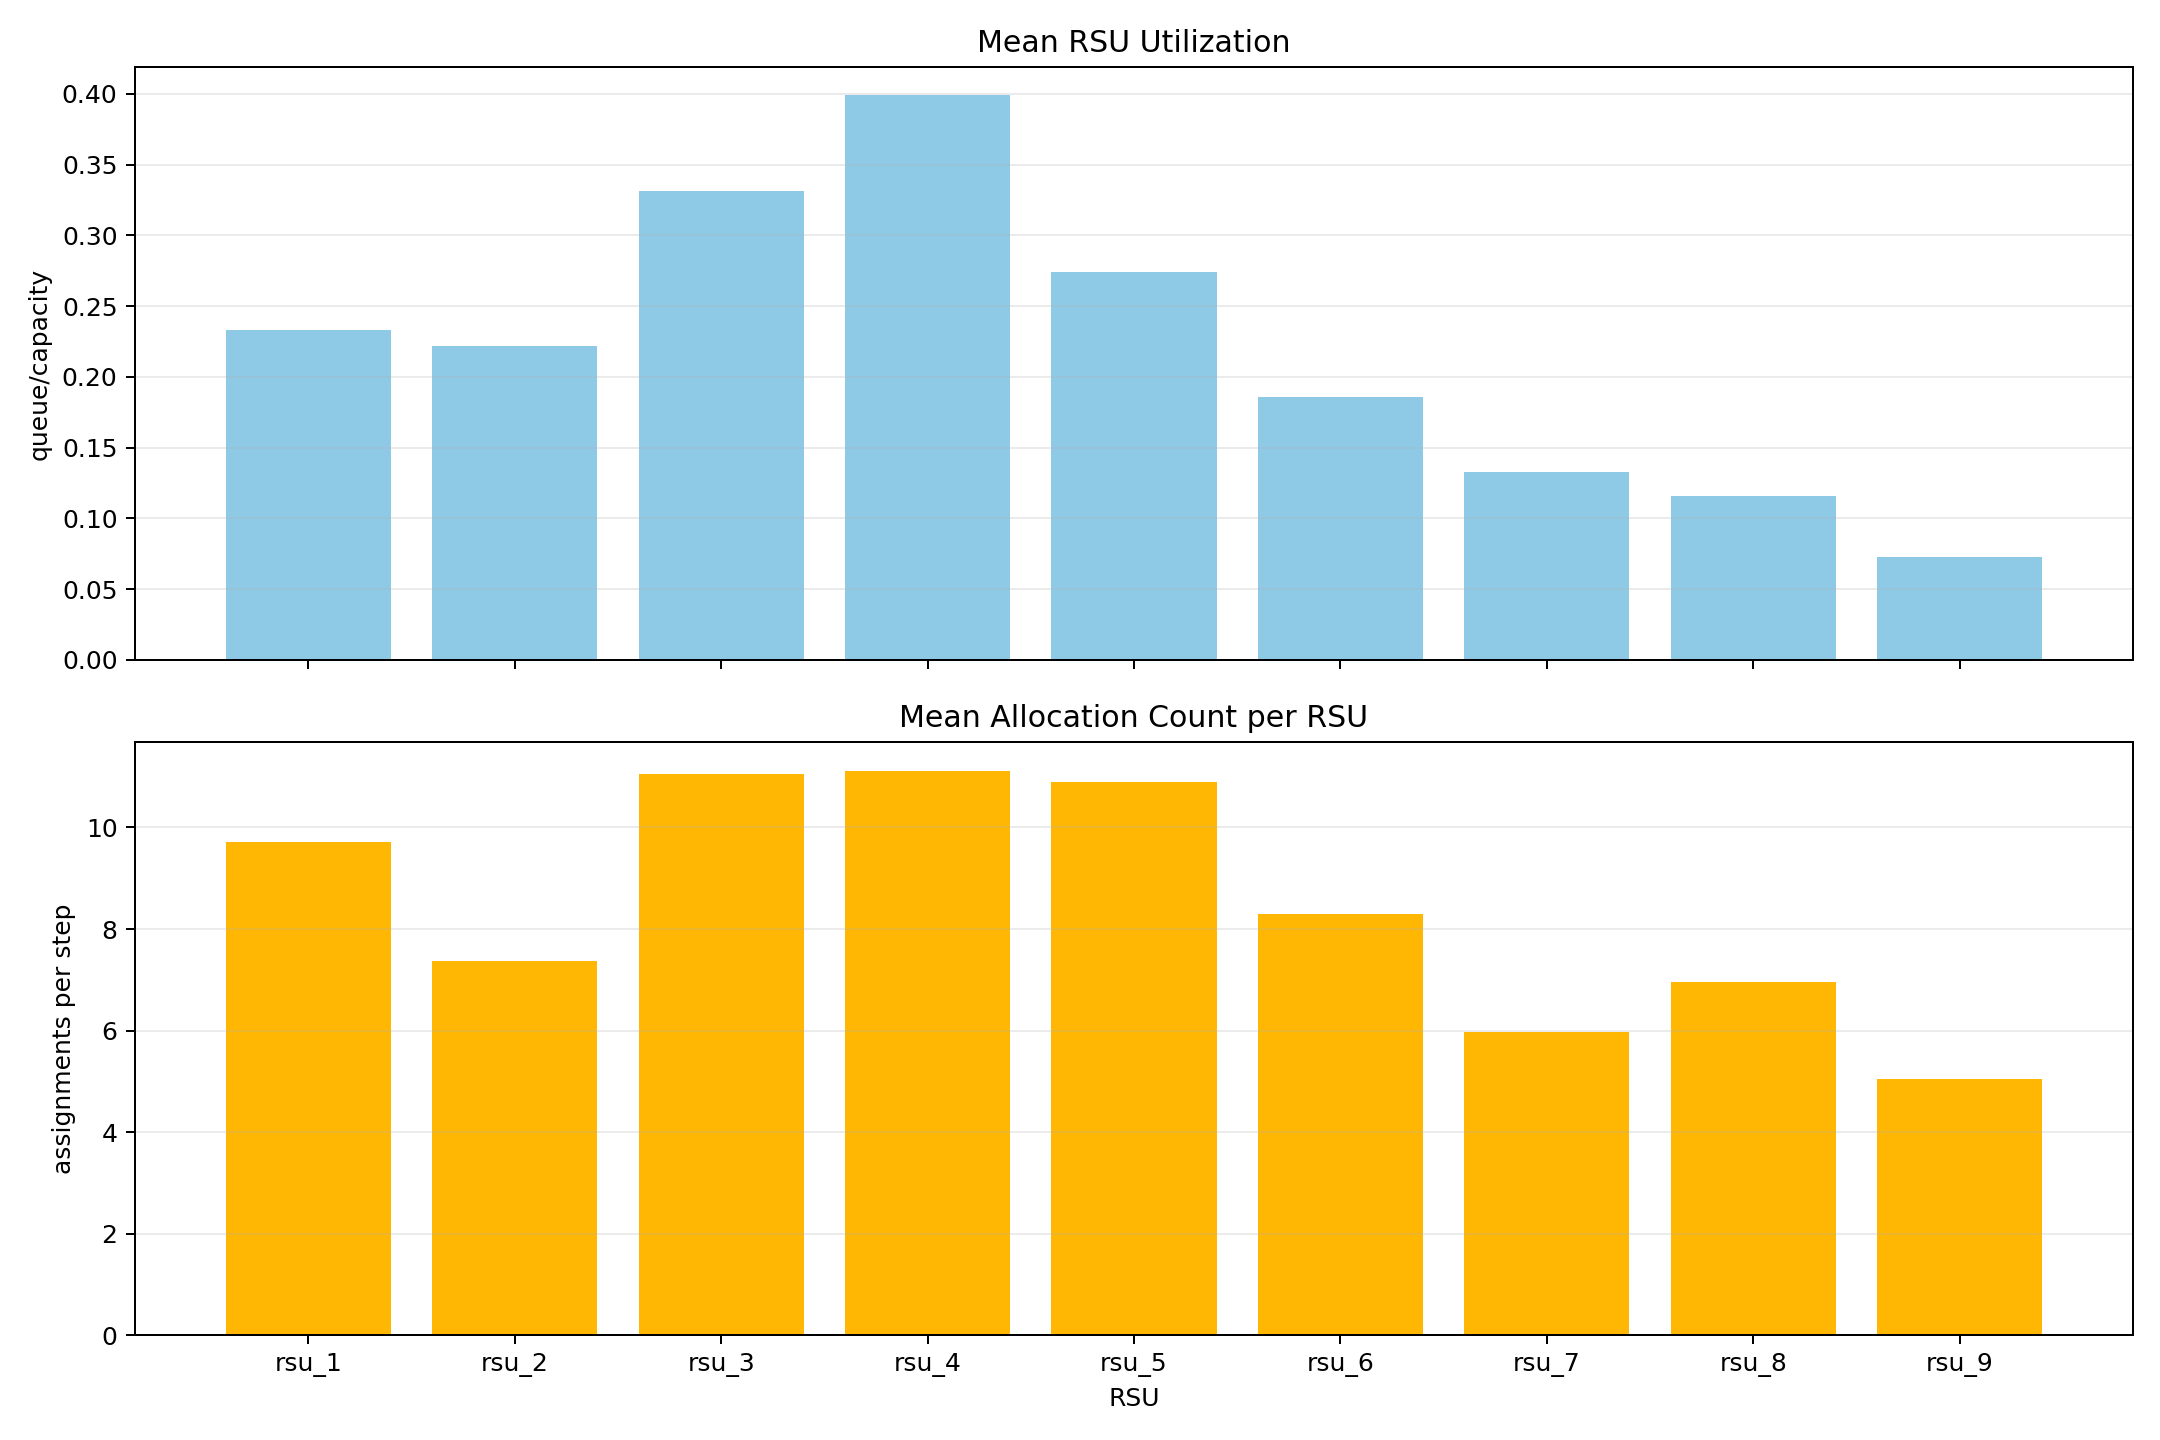 Mean RSU Utilization
queue/capacity
0.40
0.35
0.30
0.25
0.20
0.15
0.10
0.05
0.00
Mean Allocation Count per RSU
assignments per step
10
8
6
4
2
0
rsu_1 rsu_2 rsu_3 rsu_4 rsu_5 rsu_6 rsu_7 rsu_8 rsu_9
RSU